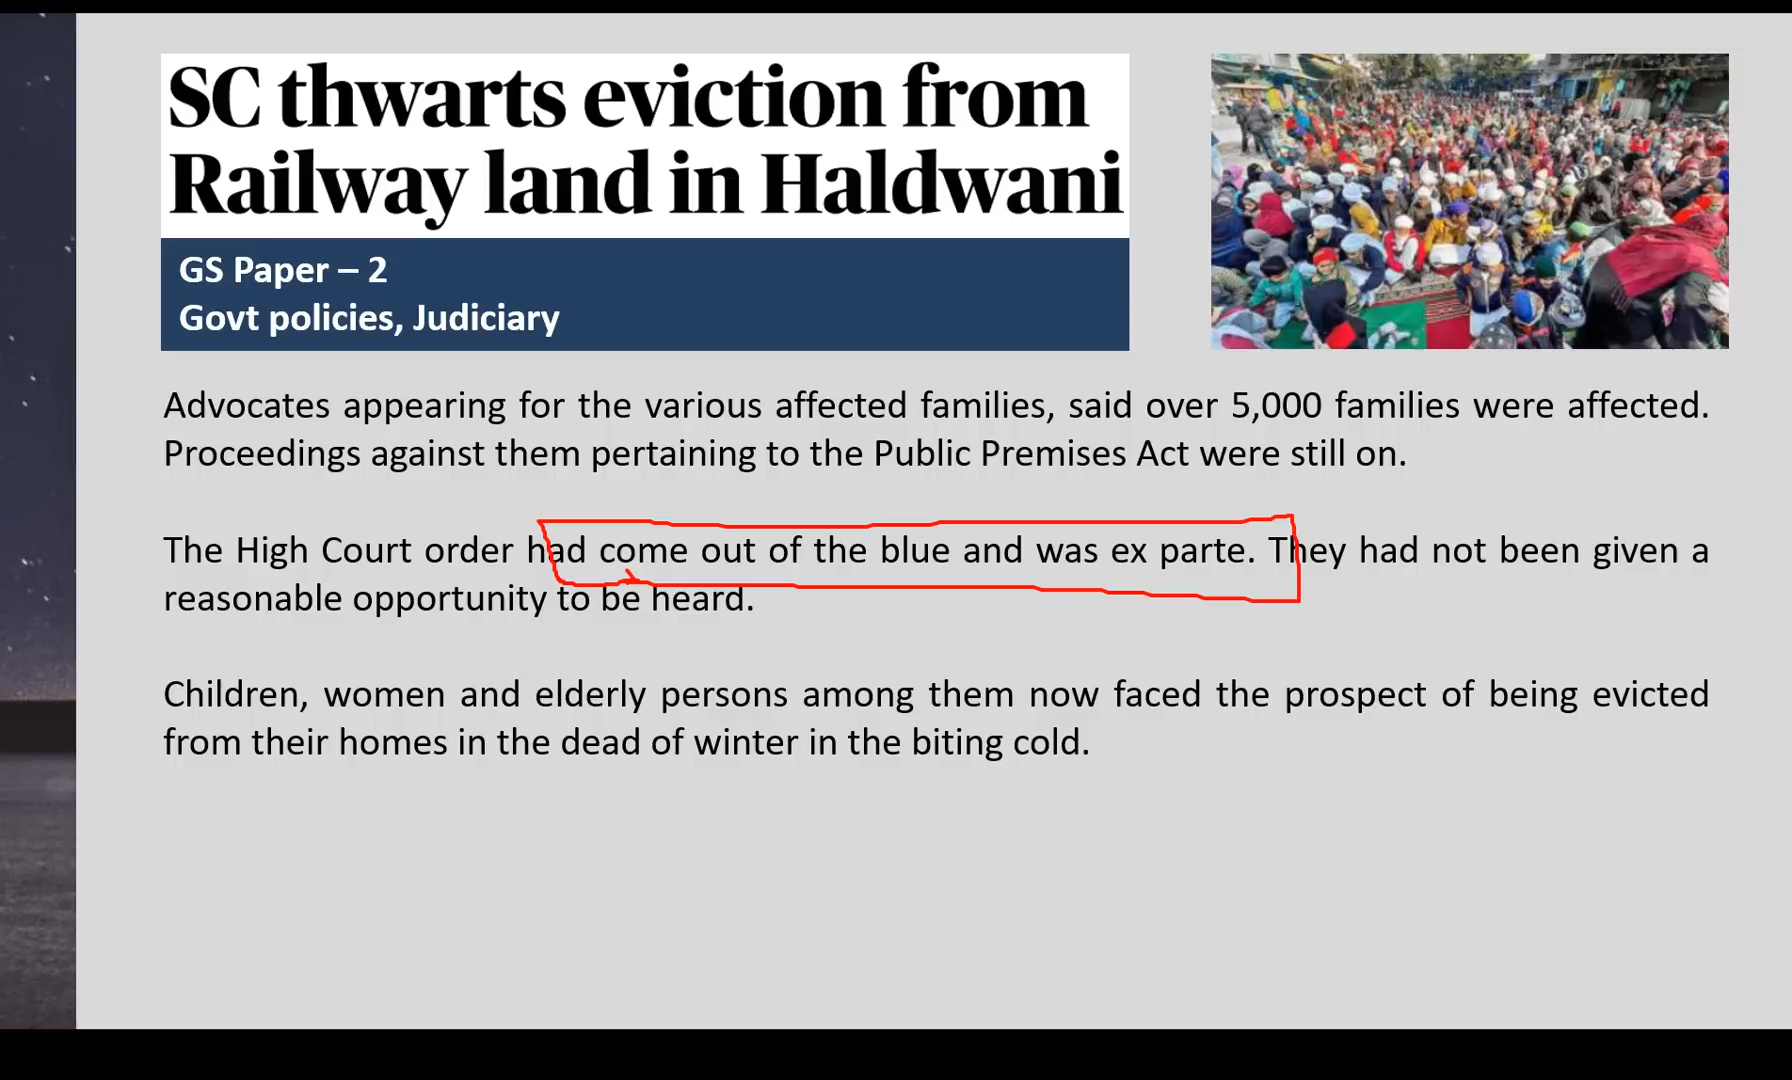 SC thwarts eviction from
Railway land in Haldwani
GS Paper – 2
Govt policies, Judiciary
Advocates appearing for the various affected families, said over 5,000 families were affected.
Proceedings against them pertaining to the Public Premises Act were still on.
The High Court order had come out of the blue and was ex parte. They had not been given a
reasonable opportunity to be heard.
Children, women and elderly persons among them now faced the prospect of being evicted
from their homes in the dead of winter in the biting cold.